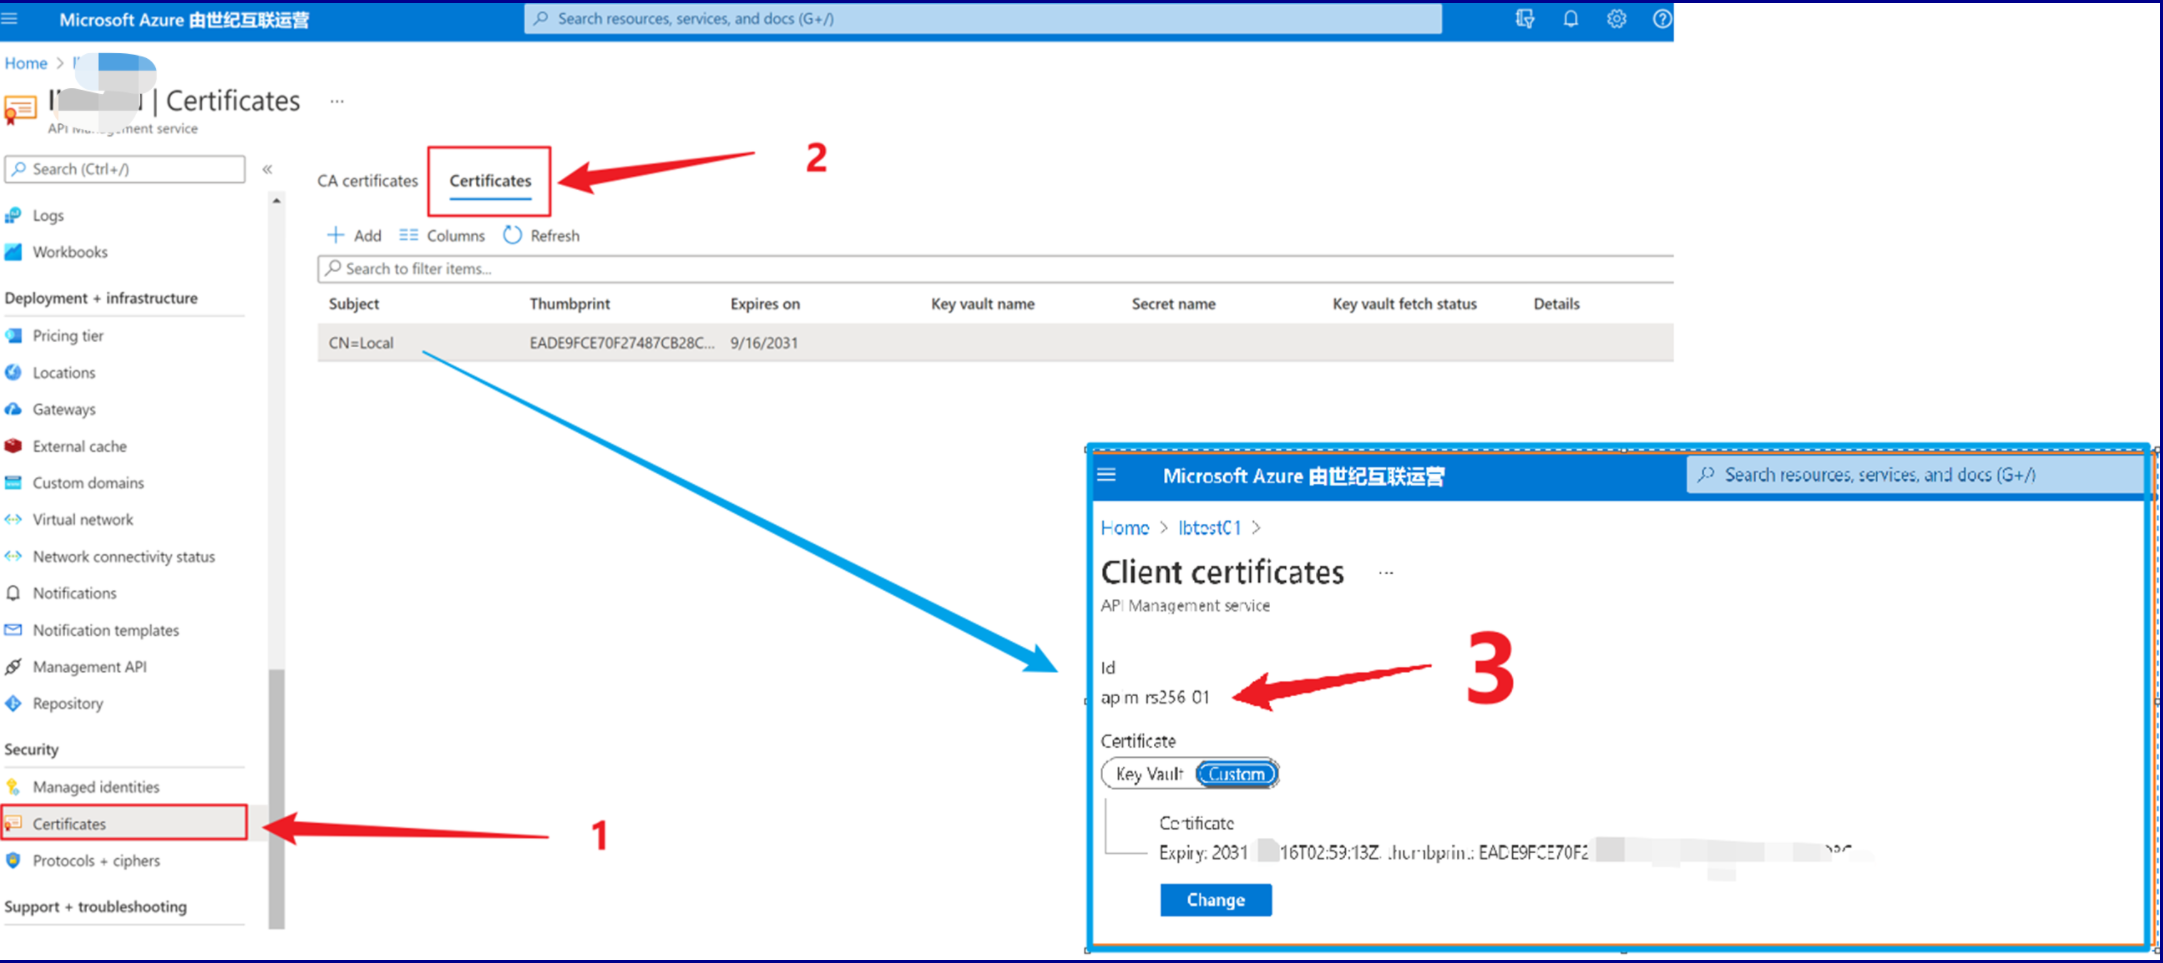 Microsoft Azure 由世纪互联运营
Search resources, services, and docs (G+/)
Home >
| Certificates ...
API Management service
Search (Ctrl+/) «
Logs
Workbooks
Deployment + infrastructure
Pricing tier
Locations
Gateways
External cache
Custom domains
Virtual network
Network connectivity status
Notifications
Notification templates
Management API
Repository
Security
Managed identities
Certificates
Protocols + ciphers
Support + troubleshooting
1
CA certificates Certificates
2
+ Add Columns Refresh
Search to filter items...
Subject Thumbprint Expires on Key vault name Secret name Key vault fetch status Details
CN=Local EADE9FCE70F27487CB28C... 9/16/2031
Microsoft Azure 由世纪互联运营
Search resources, services, and docs (G+/)
Home > lbtest01 >
Client certificates ...
API Management service
Id
apim-rs256-01
3
Certificate
Key Vault Custom
Certificate
Expiry: 2031 16T02:59:13Z, thumbprint: EADE9FCE70F2
Change